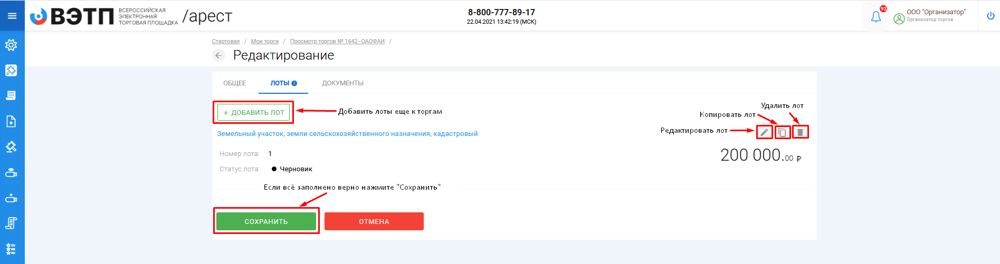 ВЭТП
ВСЕРОССИЙСКАЯ
ЭЛЕКТРОННАЯ
ТОРГОВАЯ ПЛОЩАДКА
/арест
8-800-777-89-17
22.04.2021 13:42:19 (МСК)
93
ООО "Организатор"
Организатор торгов
Стартовая / Мои торги / Просмотр торгов № 1642–ОАОФАИ /
Редактирование
ОБЩЕЕ ЛОТЫ ДОКУМЕНТЫ
+ ДОБАВИТЬ ЛОТ
Добавить лоты еще к торгам
Удалить лот
Копировать лот
Редактировать лот
Земельный участок, земли сельскохозяйственного назначения, кадастровый
200 000.00 ₽
Номер лота: 1
Статус лота: Черновик
Если всё заполнено верно нажмите "Сохранить"
СОХРАНИТЬ ОТМЕНА